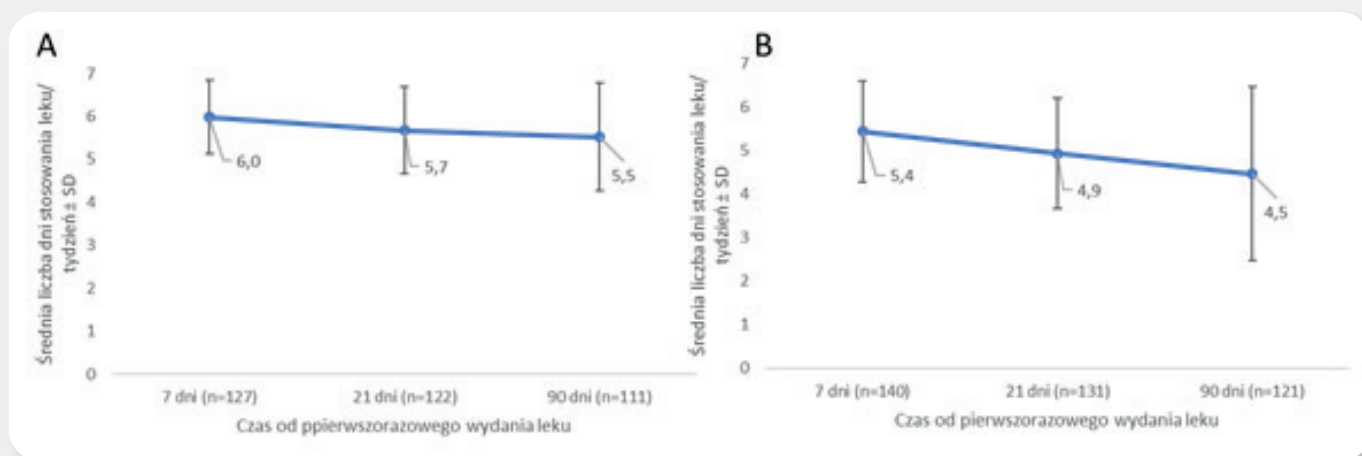 A
Średnia liczba dni stosowania leku/
tydzień ± SD
7
6
5
4
3
2
1
0
6,0
5,7
5,5
7 dni (n=127)
21 dni (n=122)
90 dni (n=111)
Czas od ppierwszorazowego wydania leku
B
Średnia liczba dni stosowania leku/
tydzień ± SD
7
6
5
4
3
2
1
0
5,4
4,9
4,5
7 dni (n=140)
21 dni (n=131)
90 dni (n=121)
Czas od pierwszorazowego wydania leku